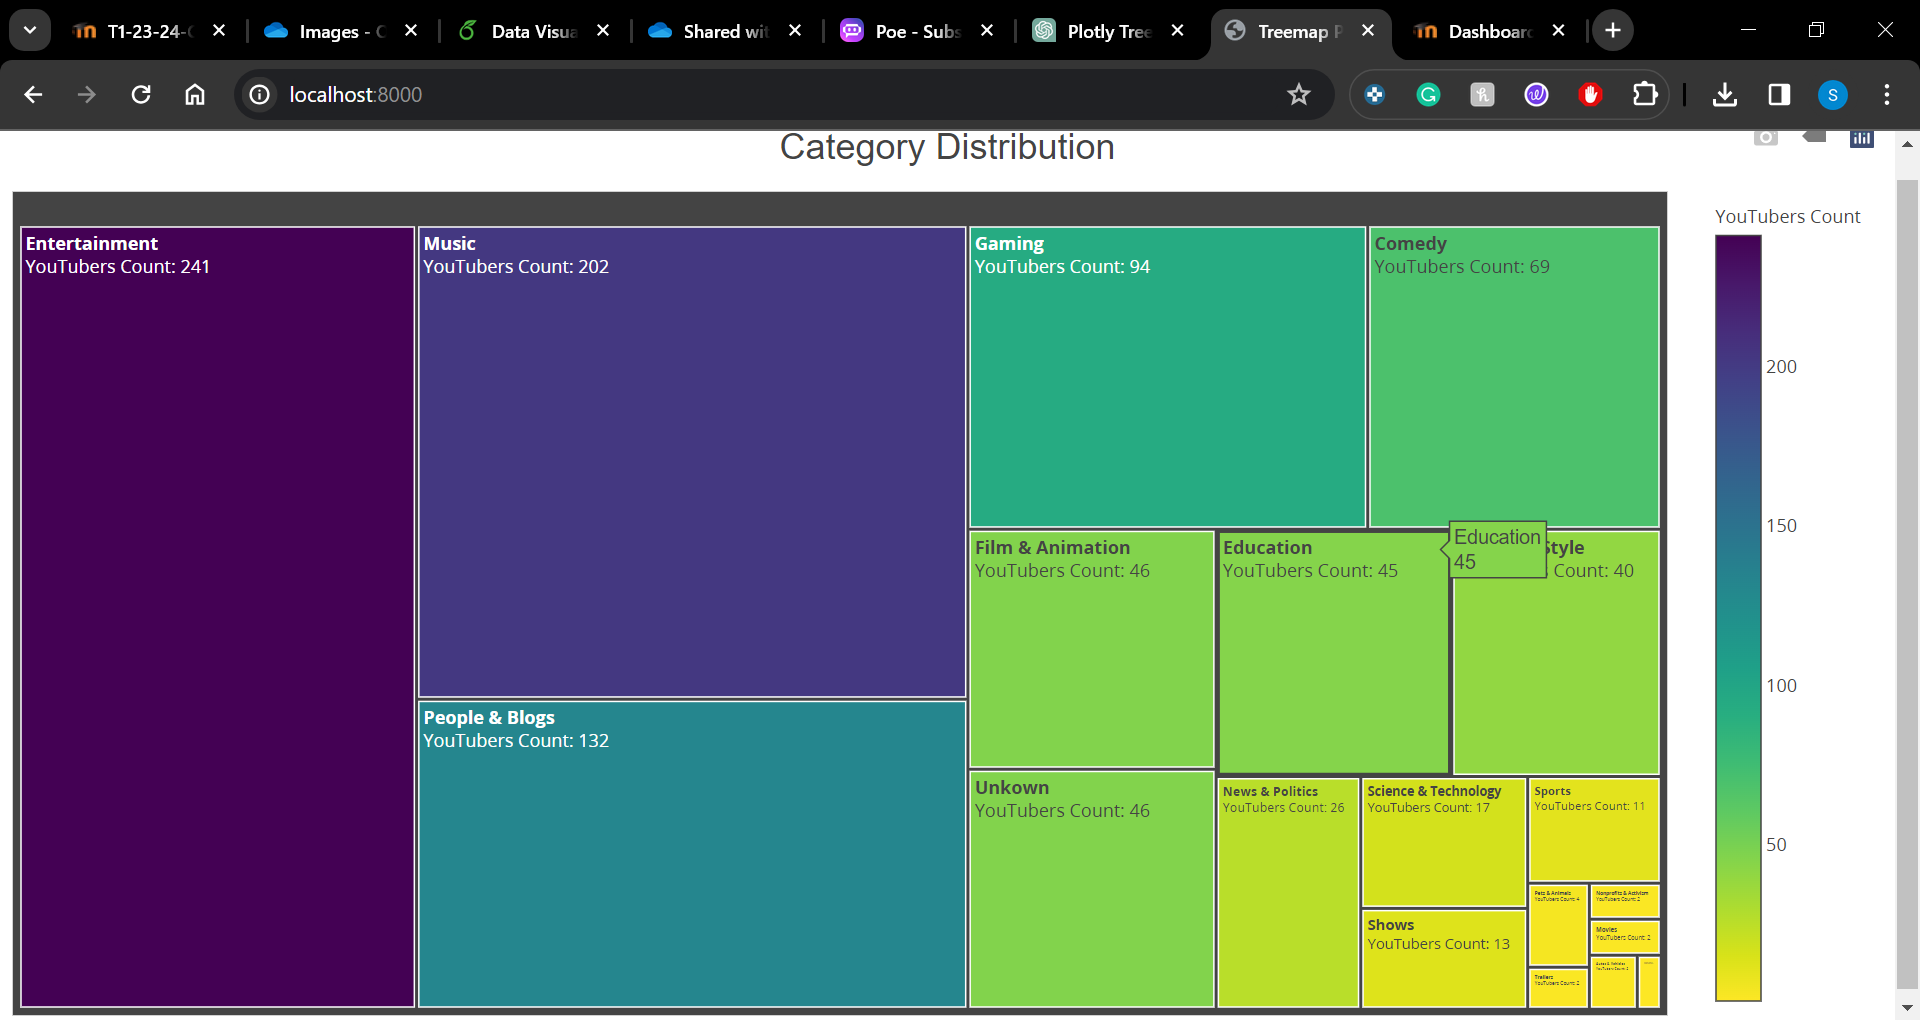 T1-23-24-
Images -
Data Visua
Shared wit
Poe - Subs
Plotly Tree
Treemap P
Dashboard
localhost:8000
S
Category Distribution
YouTubers Count
200
150
100
50
Entertainment
YouTubers Count: 241
Music
YouTubers Count: 202
Gaming
YouTubers Count: 94
Comedy
YouTubers Count: 69
People & Blogs
YouTubers Count: 132
Film & Animation
YouTubers Count: 46
Education
YouTubers Count: 45
Education
45
Style
Count: 40
Unkown
YouTubers Count: 46
News & Politics
YouTubers Count: 26
Science & Technology
YouTubers Count: 17
Sports
YouTubers Count: 11
Shows
YouTubers Count: 13
Pets & Animals
YouTubers Count: 4
Nonprofits & Activism
YouTubers Count: 2
Movies
YouTubers Count: 2
Trailers
YouTubers Count: 2
Autos & Vehicles